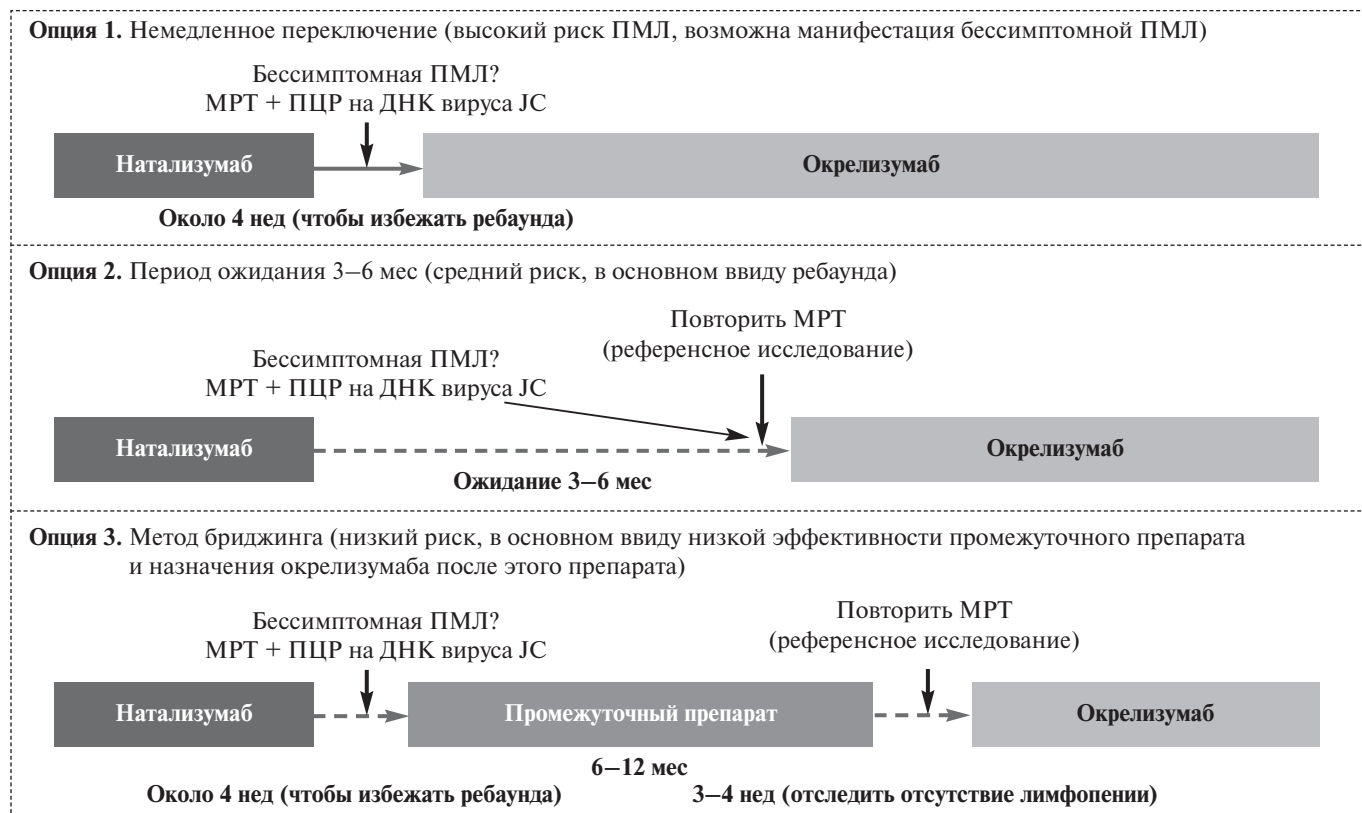 Опция 1. Немедленное переключение (высокий риск ПМЛ, возможна манифестация бессимптомной ПМЛ)
Бессимптомная ПМЛ?
МРТ + ПЦР на ДНК вируса JC
Натализумаб
Окрелизумаб
Около 4 нед (чтобы избежать ребаунда)
Опция 2. Период ожидания 3–6 мес (средний риск, в основном ввиду ребаунда)
Повторить МРТ
(референсное исследование)
Бессимптомная ПМЛ?
МРТ + ПЦР на ДНК вируса JC
Натализумаб
Окрелизумаб
Ожидание 3–6 мес
Опция 3. Метод бриджинга (низкий риск, в основном ввиду низкой эффективности промежуточного препарата
и назначения окрелизумаба после этого препарата)
Бессимптомная ПМЛ?
МРТ + ПЦР на ДНК вируса JC
Повторить МРТ
(референсное исследование)
Натализумаб
Промежуточный препарат
Окрелизумаб
6–12 мес
Около 4 нед (чтобы избежать ребаунда)
3–4 нед (отследить отсутствие лимфопении)